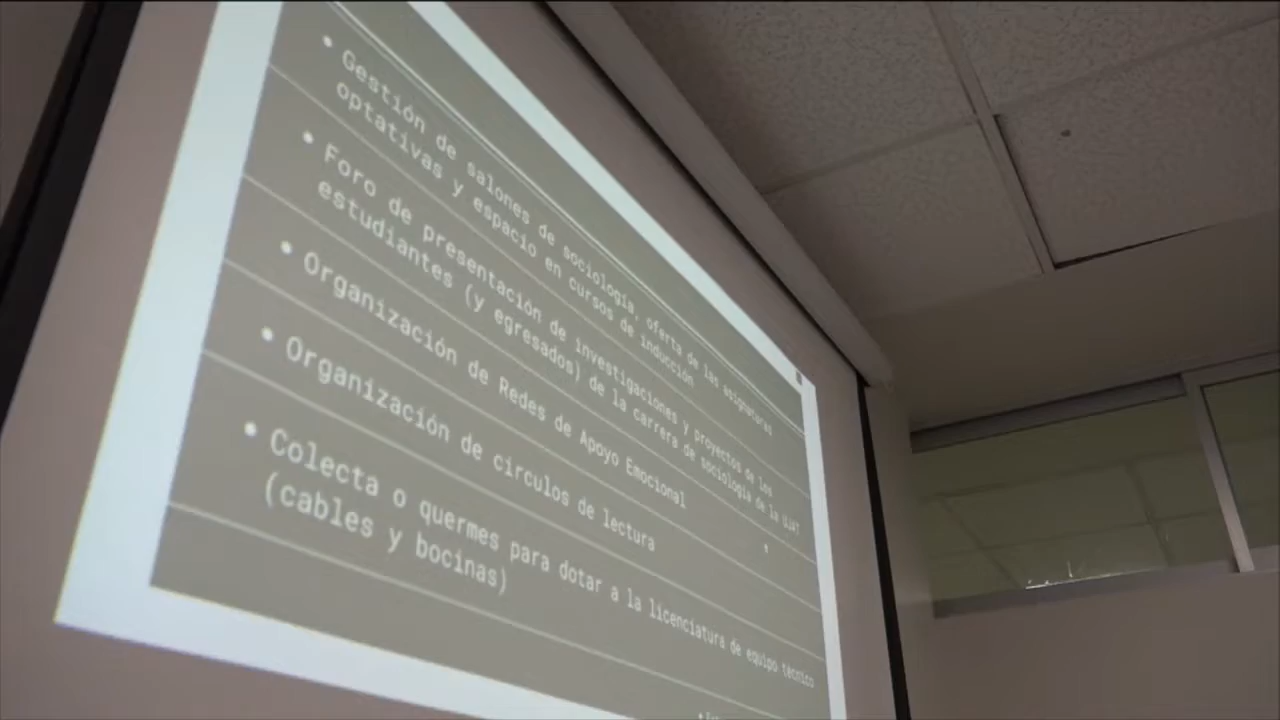 • Gestión de salones de sociología, oferta de las asignaturas
optativas y espacio en cursos de inducción
• Foro de presentación de investigaciones y proyectos de los
estudiantes (y egresados) de la carrera de sociología de la UJAT
• Organización de Redes de Apoyo Emocional
• Organización de circulos de lectura
• Colecta o quermes para dotar a la licenciatura de equipo técnico
(cables y bocinas)